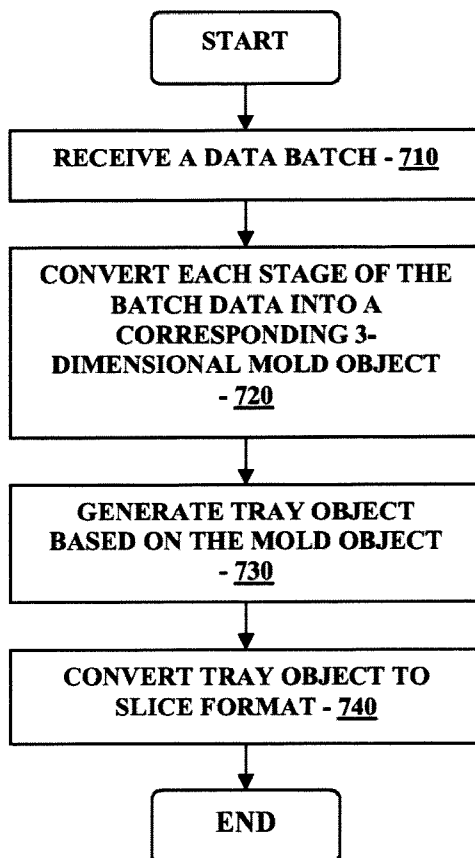 START
RECEIVE A DATA BATCH - 710
CONVERT EACH STAGE OF THE
BATCH DATA INTO A
CORRESPONDING 3-
DIMENSIONAL MOLD OBJECT
- 720
GENERATE TRAY OBJECT
BASED ON THE MOLD OBJECT
- 730
CONVERT TRAY OBJECT TO
SLICE FORMAT - 740
END